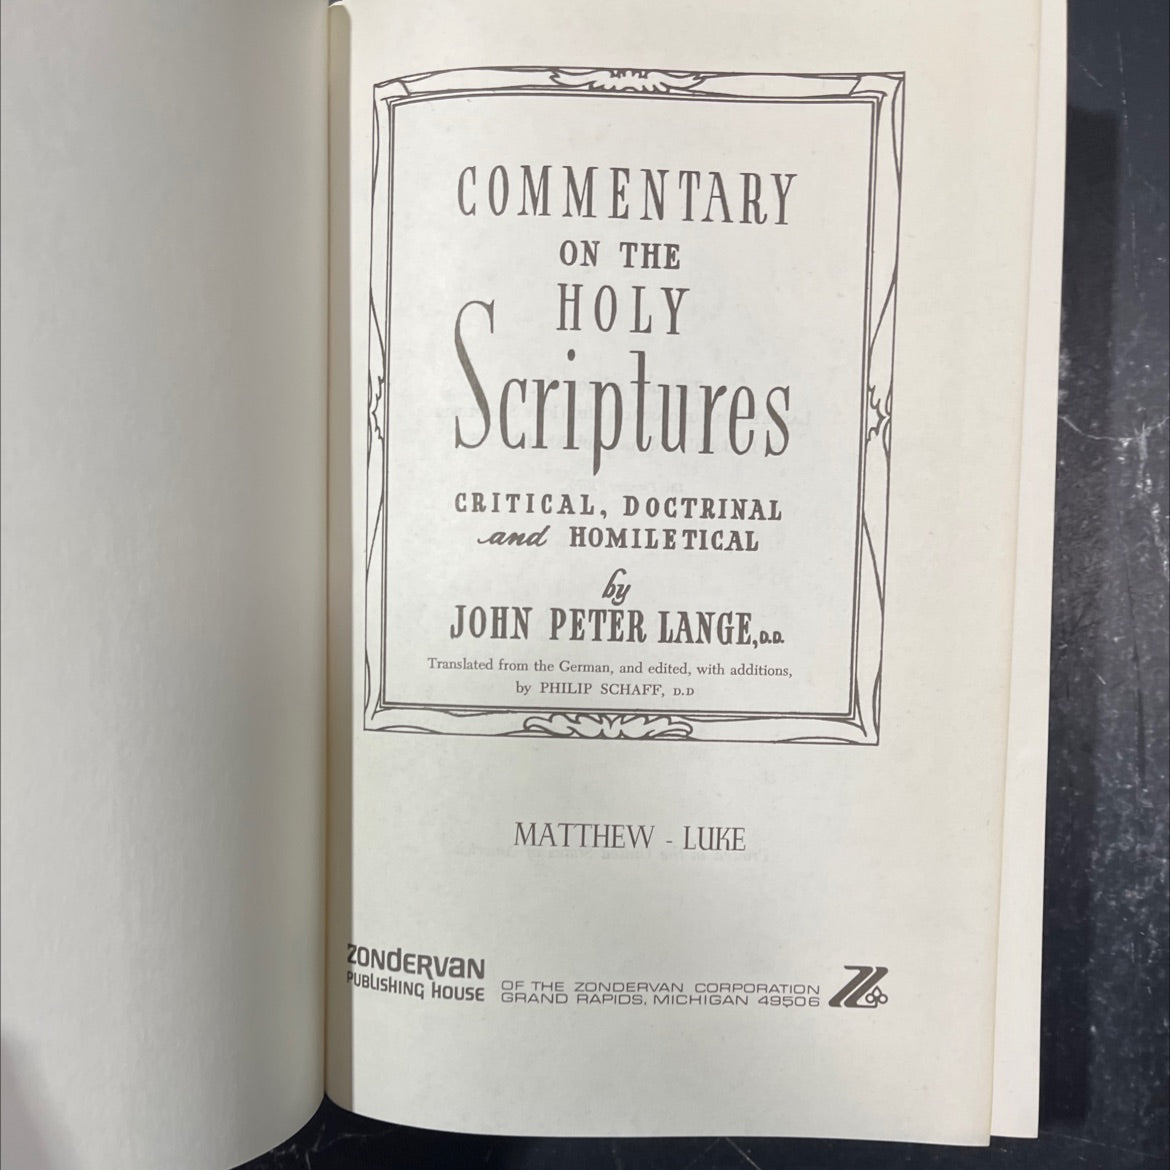 COMMENTARY
ON THE
HOLY
Scriptures
CRITICAL, DOCTRINAL
and HOMILETICAL
by
JOHN PETER LANGE, D.D.
Translated from the German, and edited, with additions,
by PHILIP SCHAFF, D.D
MATTHEW - LUKE
ZONDERVAN
PUBLISHING HOUSE
OF THE ZONDERVAN CORPORATION
GRAND RAPIDS, MICHIGAN 49506